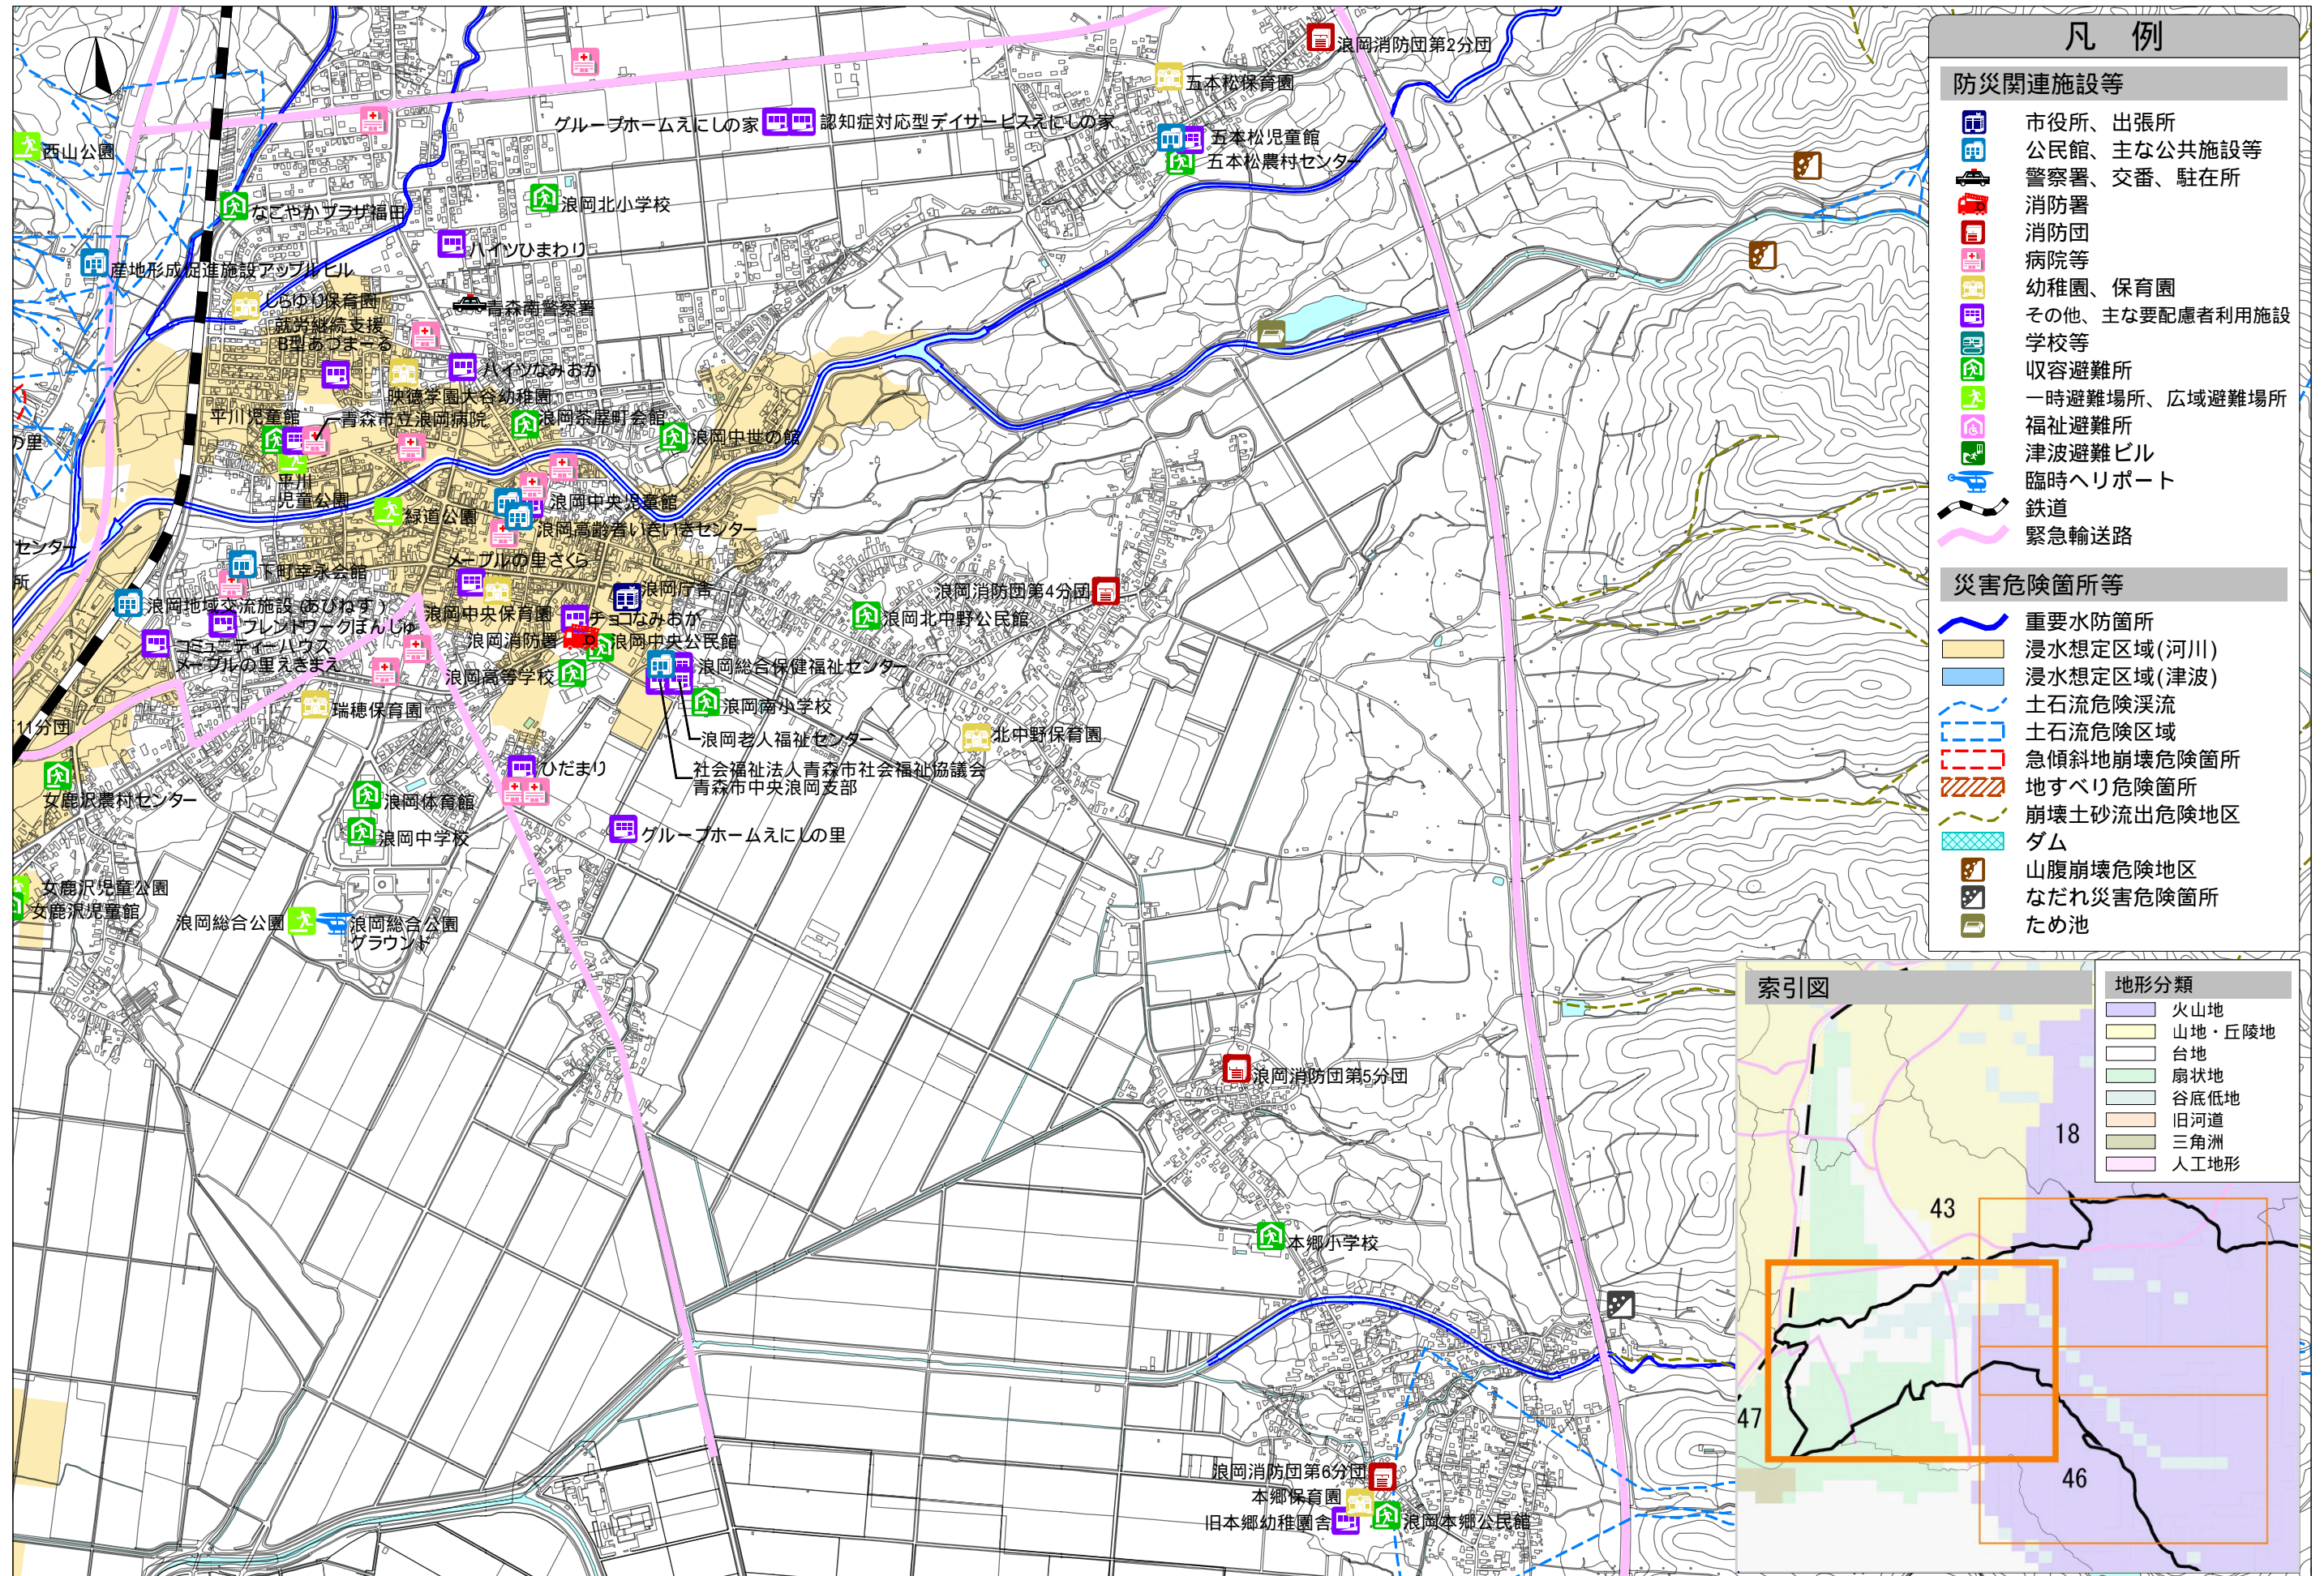 浪岡消防団第2分団
五本松保育園
グループホームえにしの家
認知症対応型デイサービスえにしの家
五本松児童館
五本松農村センター
西山公園
なごやかプラザ福田
浪岡北小学校
ハイツひまわり
産地形成促進施設アップルヒル
しらゆり保育園
青森南警察署
就労継続支援
B型あづまーる
ハイツなみおか
映徳学園大谷幼稚園
平川児童館
青森市立浪岡病院
浪岡茶屋町会館
浪岡中世の館
の里
平川
児童公園
緑道公園
浪岡中央児童館
浪岡高齢者いきいきセンター
センター
所
下町幸永会館
メープルの里さくら
浪岡庁舎
浪岡消防団第4分団
浪岡地域交流施設(あぴねす)
フレンドワークぽんじゅ
浪岡中央保育園
チョコなみおか
浪岡北中野公民館
コミュニティーハウス
メープルの里えきまえ
浪岡消防署
浪岡中央公民館
浪岡高等学校
浪岡総合保健福祉センター
瑞穂保育園
浪岡南小学校
11分団
浪岡老人福祉センター
北中野保育園
ひだまり
社会福祉法人青森市社会福祉協議会
青森市中央浪岡支部
女鹿沢農村センター
浪岡体育館
浪岡中学校
グループホームえにしの里
女鹿沢児童公園
女鹿沢児童館
浪岡総合公園
浪岡総合公園
グラウンド
浪岡消防団第5分団
本郷小学校
浪岡消防団第6分団
本郷保育園
旧本郷幼稚園舎
浪岡本郷公民館
凡 例
防災関連施設等
市役所、出張所
公民館、主な公共施設等
警察署、交番、駐在所
消防署
消防団
病院等
幼稚園、保育園
その他、主な要配慮者利用施設
学校等
収容避難所
一時避難場所、広域避難場所
福祉避難所
津波避難ビル
臨時ヘリポート
鉄道
緊急輸送路
災害危険箇所等
重要水防箇所
浸水想定区域(河川)
浸水想定区域(津波)
土石流危険渓流
土石流危険区域
急傾斜地崩壊危険箇所
地すべり危険箇所
崩壊土砂流出危険地区
ダム
山腹崩壊危険地区
なだれ災害危険箇所
ため池
索引図
18
43
47
46
地形分類
火山地
山地・丘陵地
台地
扇状地
谷底低地
旧河道
三角洲
人工地形